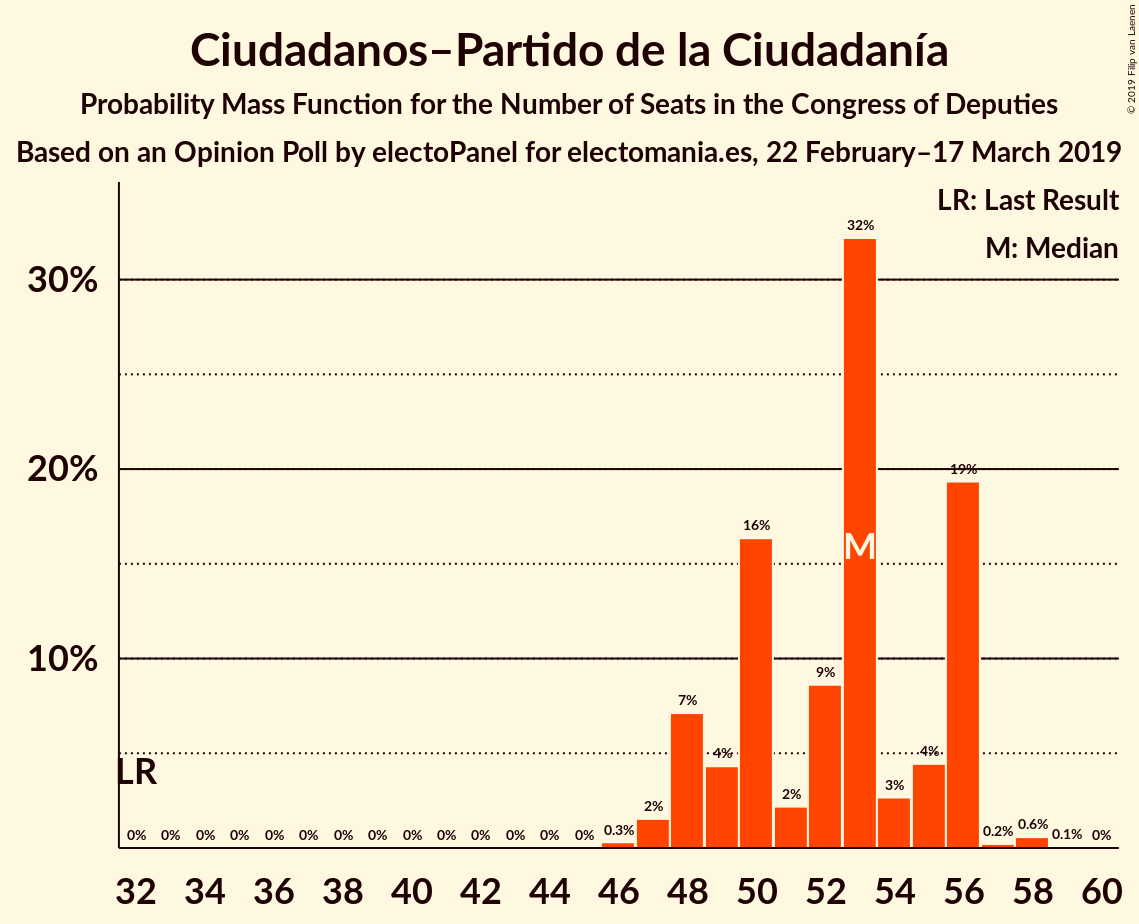 Ciudadanos–Partido de la Ciudadanía
Probability Mass Function for the Number of Seats in the Congress of Deputies
Based on an Opinion Poll by electoPanel for electomania.es, 22 February–17 March 2019
© 2019 Filip van Laenen
LR: Last Result
M: Median
30%
20%
10%
32%
19%
16%
M
9%
7%
4%
4%
LR
3%
2%
2%
0% 0% 0% 0% 0% 0% 0% 0% 0% 0% 0% 0% 0% 0% 0.3% 0.2% 0.6% 0.1% 0%
32 34 36 38 40 42 44 46 48 50 52 54 56 58 60